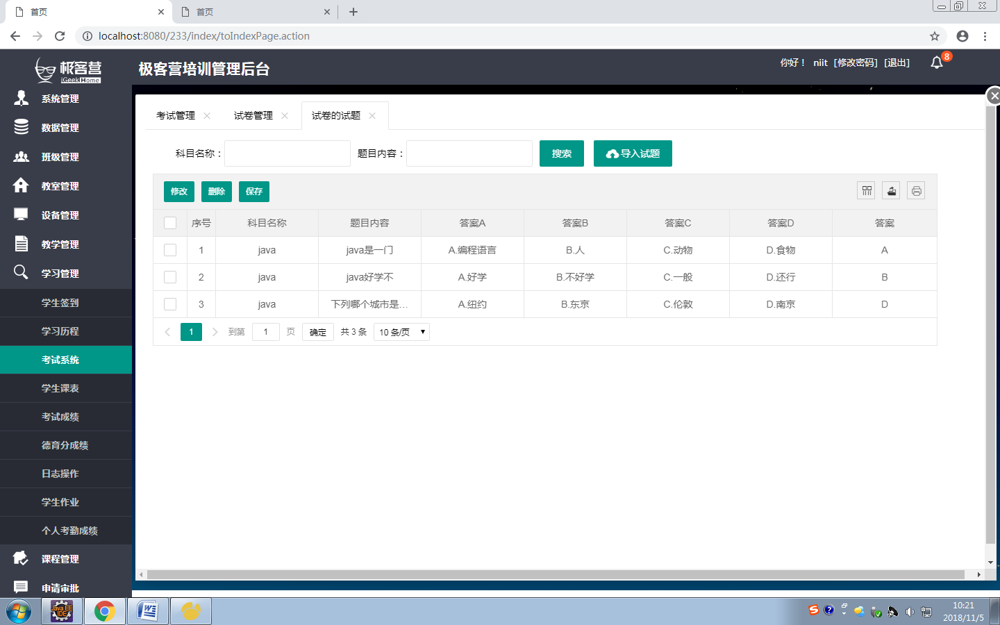 首页
首页
localhost:8080/233/index/toIndexPage.action
极客营
iGeekHome
极客营培训管理后台
你好！ niit [修改密码] [退出]
8
系统管理
数据管理
班级管理
教室管理
设备管理
教学管理
学习管理
学生签到
学习历程
考试系统
学生课表
考试成绩
德育分成绩
日志操作
学生作业
个人考勤成绩
课程管理
申请审批
考试管理 试卷管理 试卷的试题
科目名称： 题目内容： 搜索 导入试题
修改 删除 保存
序号 科目名称 题目内容 答案A 答案B 答案C 答案D 答案
1 java java是一门 A.编程语言 B.人 C.动物 D.食物 A
2 java java好学不 A.好学 B.不好学 C.一般 D.还行 B
3 java 下列哪个城市是... A.纽约 B.东京 C.伦敦 D.南京 D
1 到第 1 页 确定 共 3 条 10 条/页
Java EE
IDE
10:21
2018/11/5